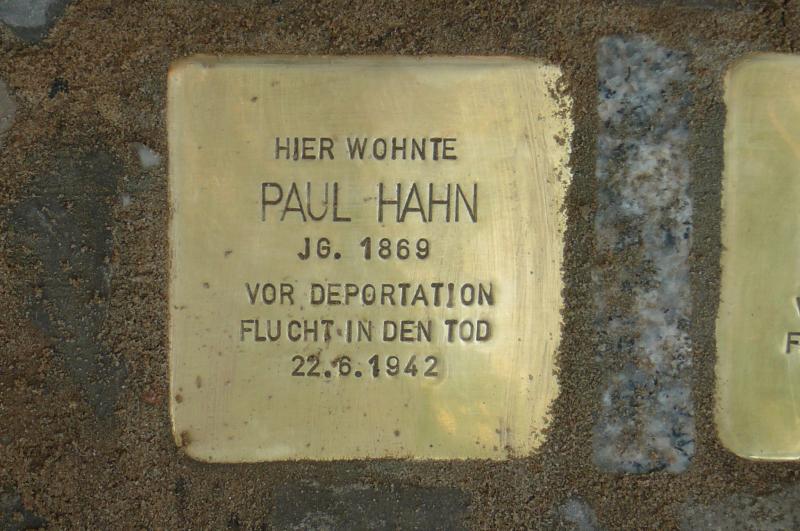 HIER WOHNTE
PAUL HAHN
JG. 1869
VOR DEPORTATION
FLUCHT IN DEN TOD
22.6.1942